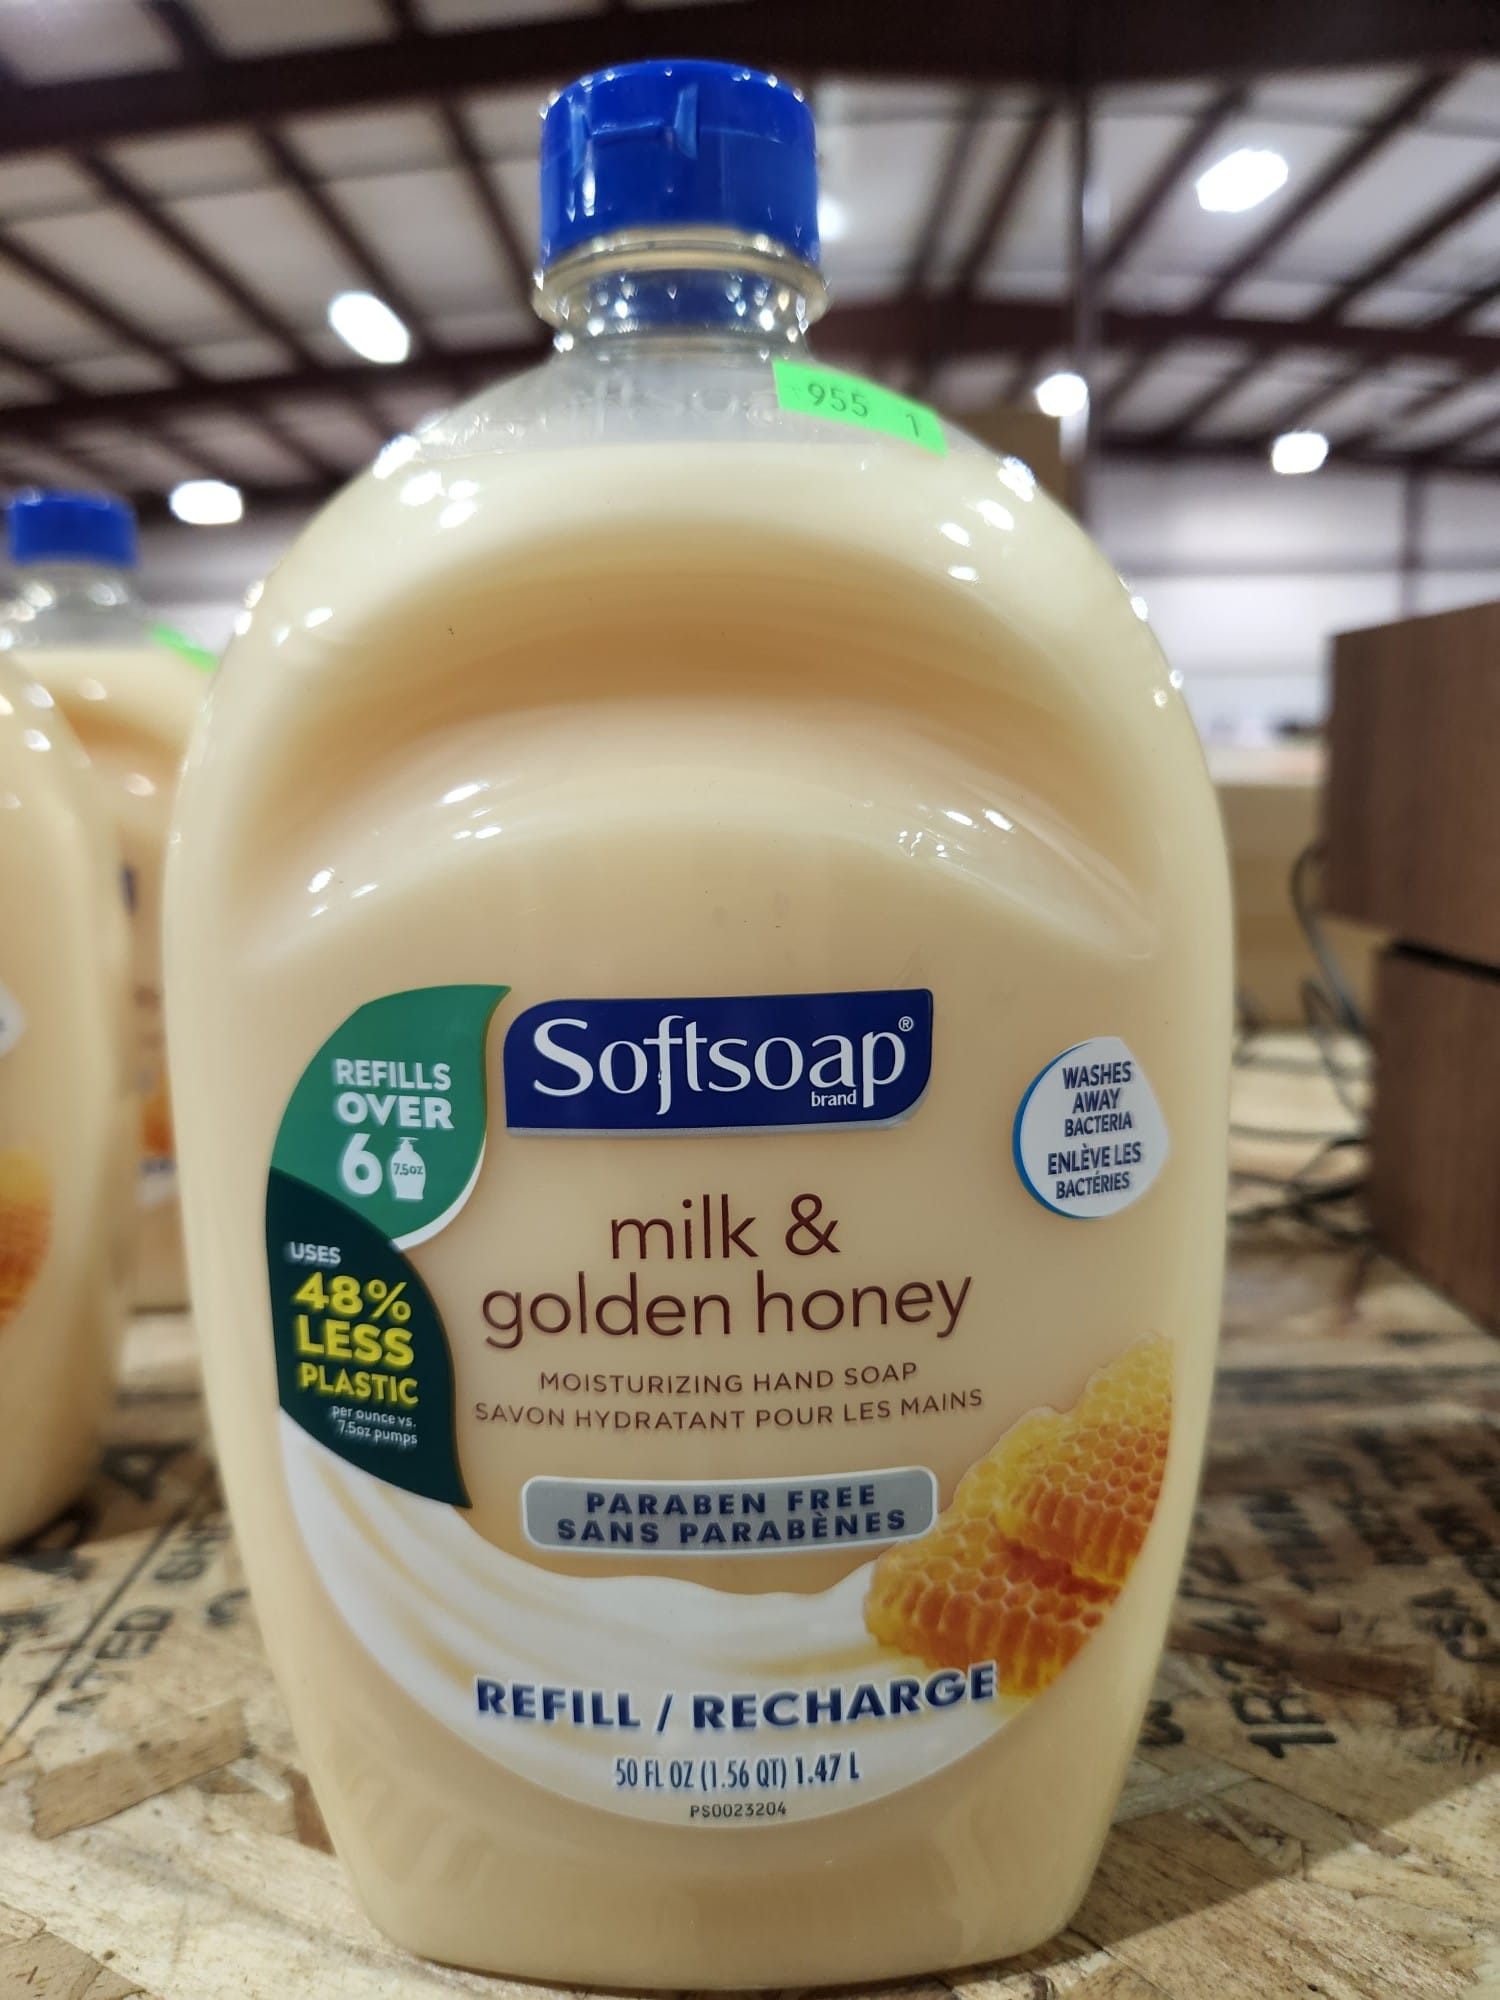 955 1
Softsoap®
brand
REFILLS
OVER
6 7.5oz
USES
48%
LESS
PLASTIC
per ounce vs.
7.5oz pumps
WASHES
AWAY
BACTERIA
ENLÈVE LES
BACTÉRIES
milk &
golden honey
MOISTURIZING HAND SOAP
SAVON HYDRATANT POUR LES MAINS
PARABEN FREE
SANS PARABÈNES
REFILL / RECHARGE
50 FL OZ (1.56 QT) 1.47 L
PS0023204